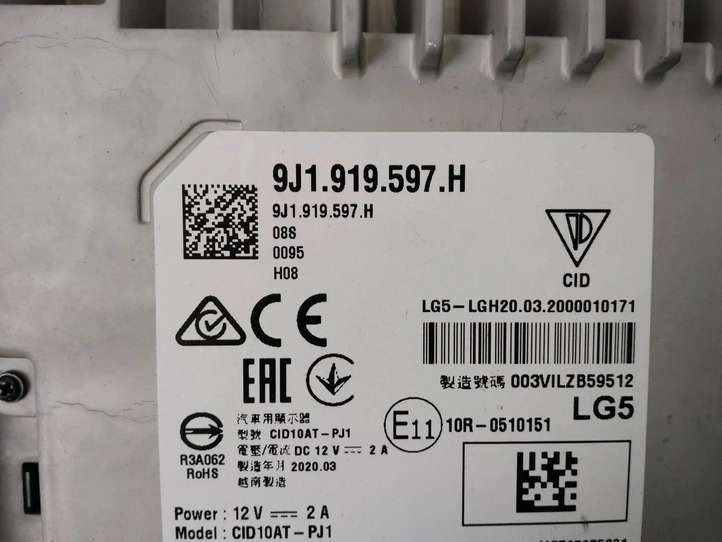 9J1.919.597.H
9J1.919.597.H
08S
0095
H08
CID
LG5-LGH20.03.2000010171
製造號碼 003VILZB59512
CE
EAC
LG5
E11 10R-0510151
R3A062
RoHS
汽車用顯示器
型號 CID10AT-PJ1
電壓/電流 DC 12 V 2 A
製造年月 2020.03
越南製造
Power : 12 V 2 A
Model : CID10AT-PJ1